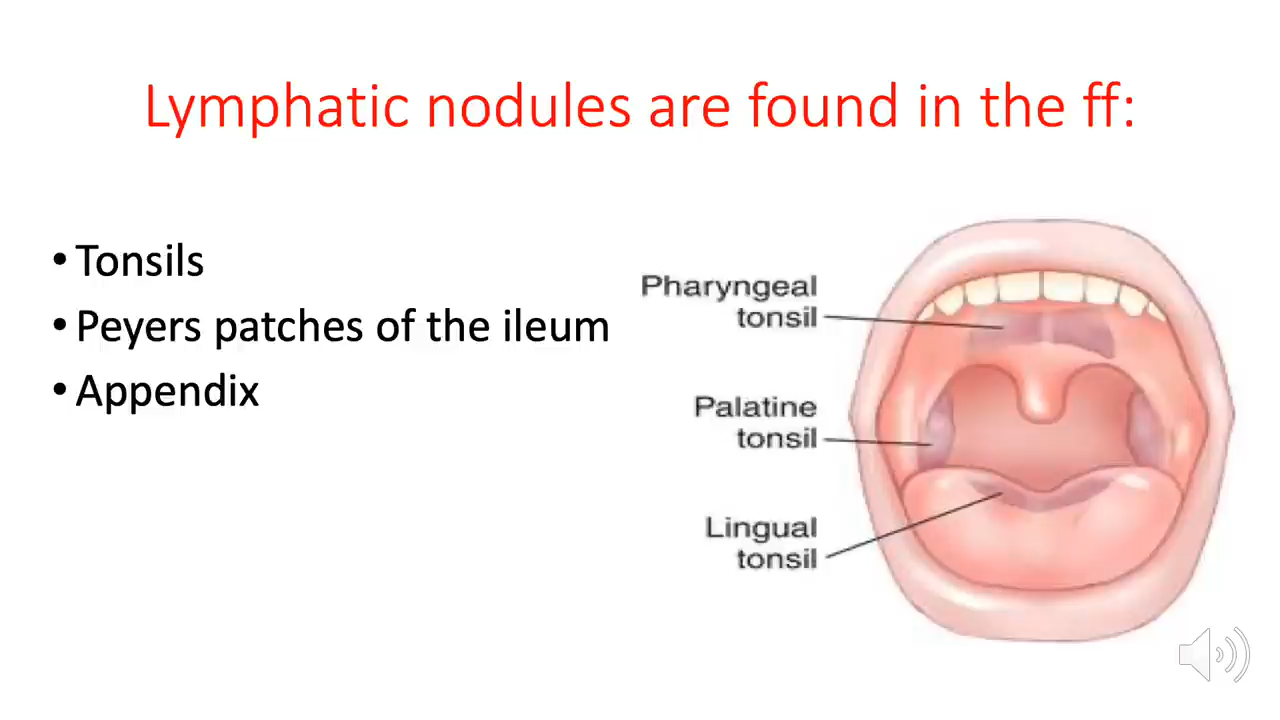 Lymphatic nodules are found in the ff:
• Tonsils
• Peyers patches of the ileum
• Appendix
Pharyngeal
tonsil
Palatine
tonsil
Lingual
tonsil